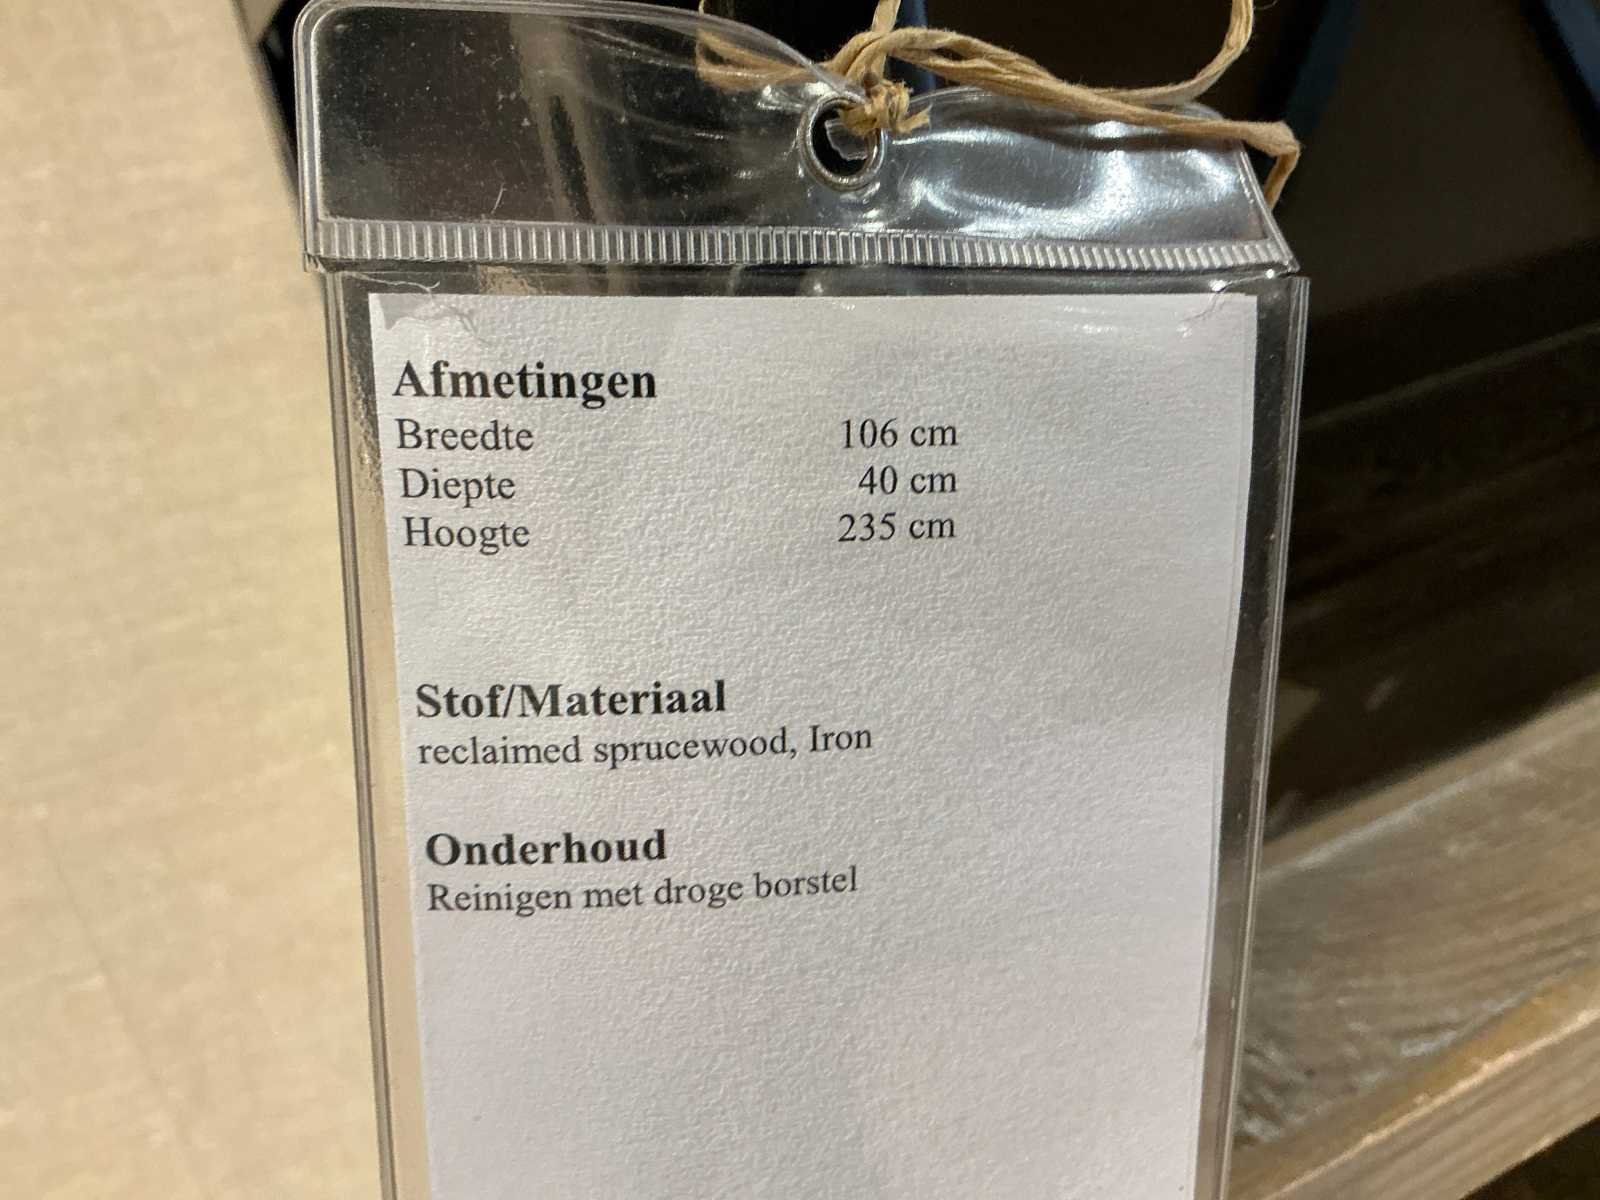 Afmetingen
Breedte 106 cm
Diepte 40 cm
Hoogte 235 cm
Stof/Materiaal
reclaimed sprucewood, Iron
Onderhoud
Reinigen met droge borstel